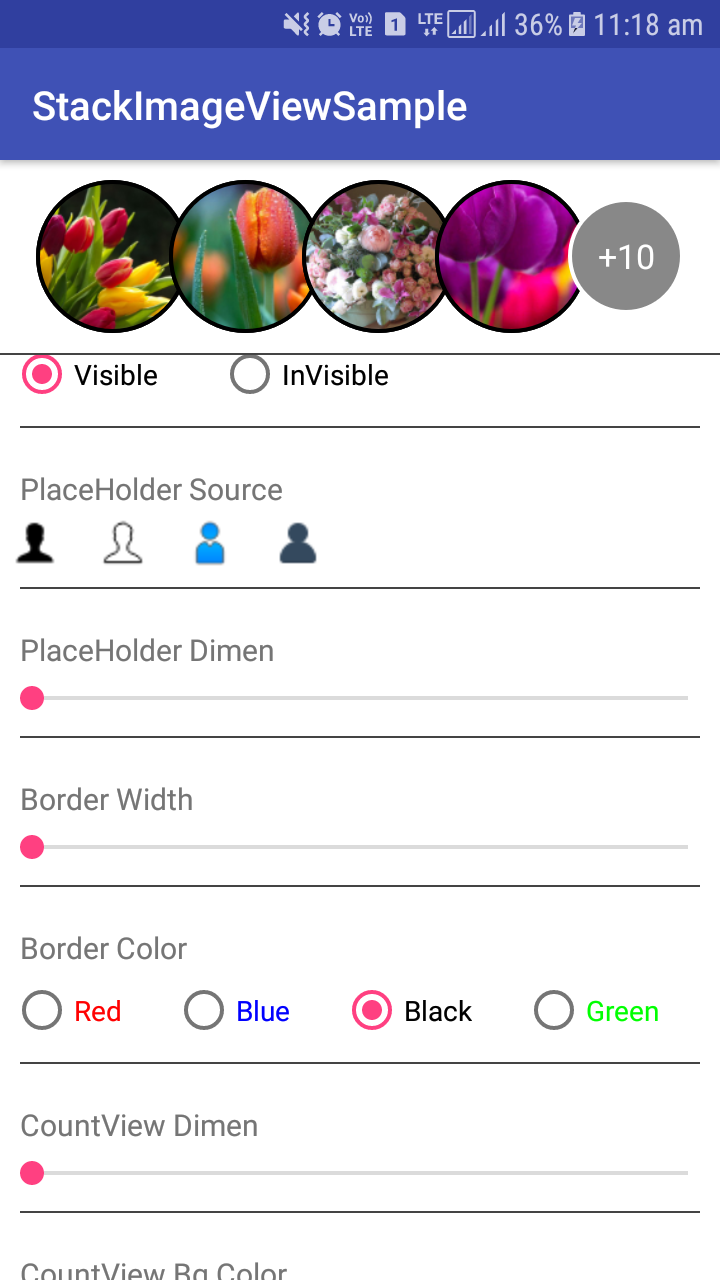 Vo)) LTE 1 LTE 36% 11:18 am
StackImageViewSample
+10
Visible InVisible
PlaceHolder Source
PlaceHolder Dimen
Border Width
Border Color
Red Blue Black Green
CountView Dimen
CountView Bg Color